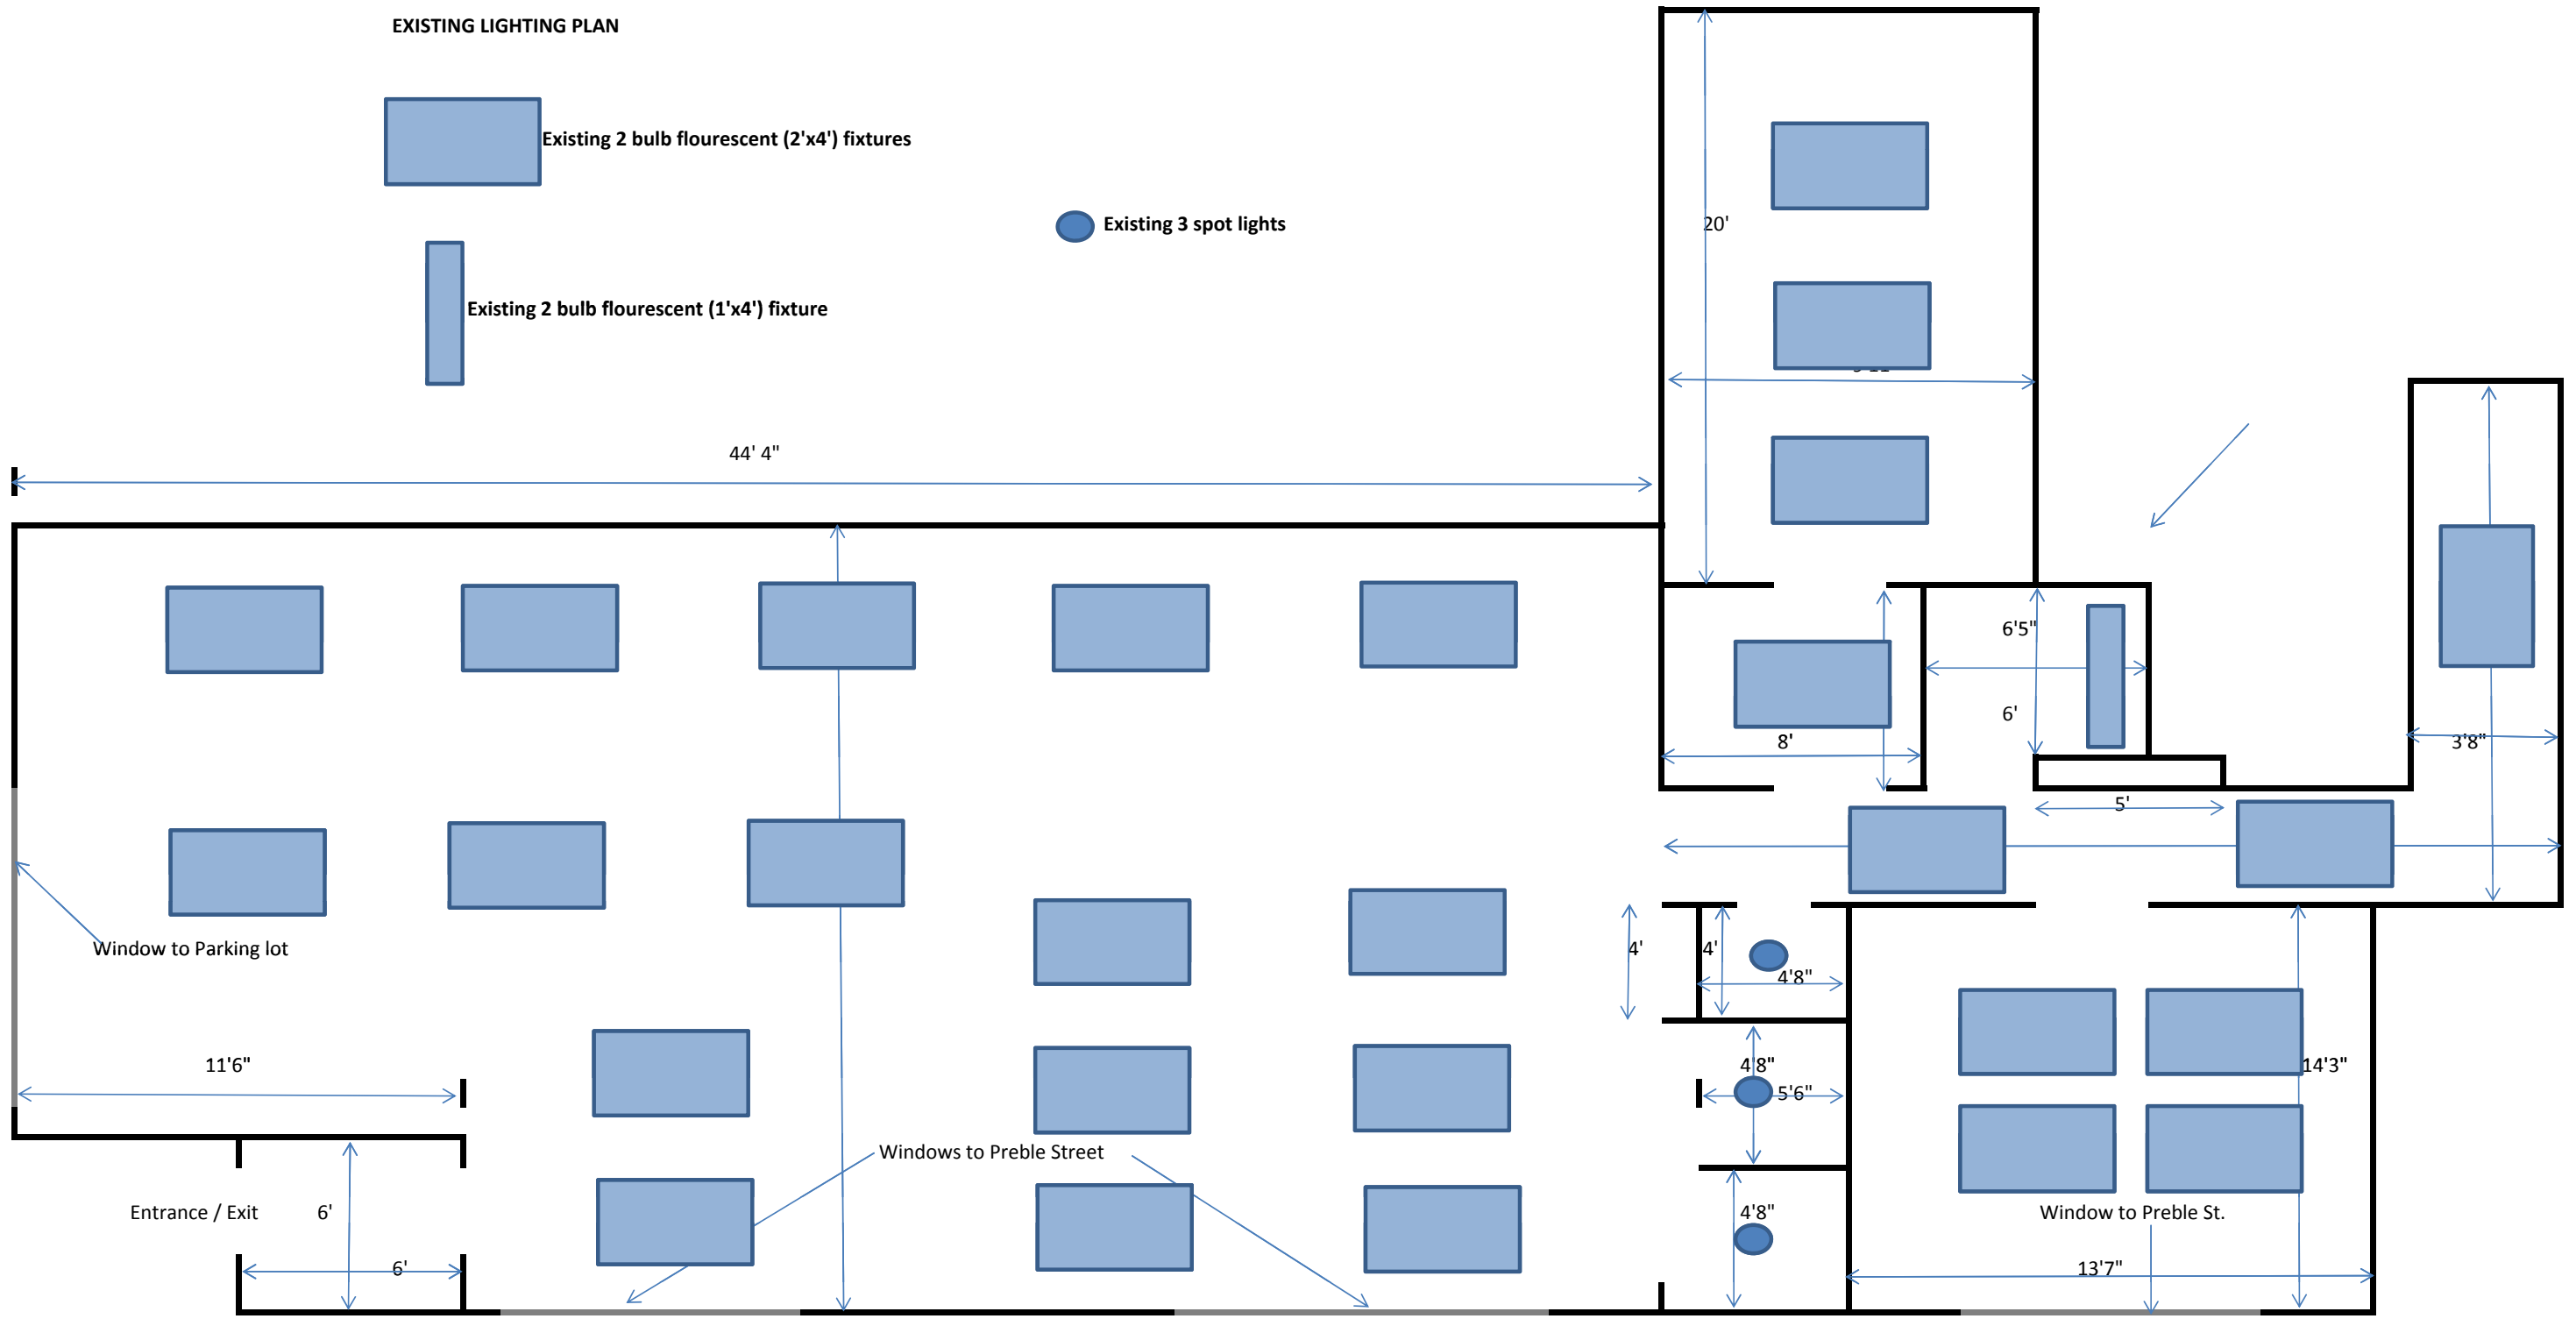 EXISTING LIGHTING PLAN
Existing 2 bulb flourescent (2'x4') fixtures
Existing 3 spot lights
20'
Existing 2 bulb flourescent (1'x4') fixture
44' 4"
6'5"
6'
8'
3'8"
5'
Window to Parking lot
4'
4'
4'8"
11'6"
4'8"
5'6"
14'3"
Windows to Preble Street
Entrance / Exit
6'
4'8"
Window to Preble St.
6'
13'7"